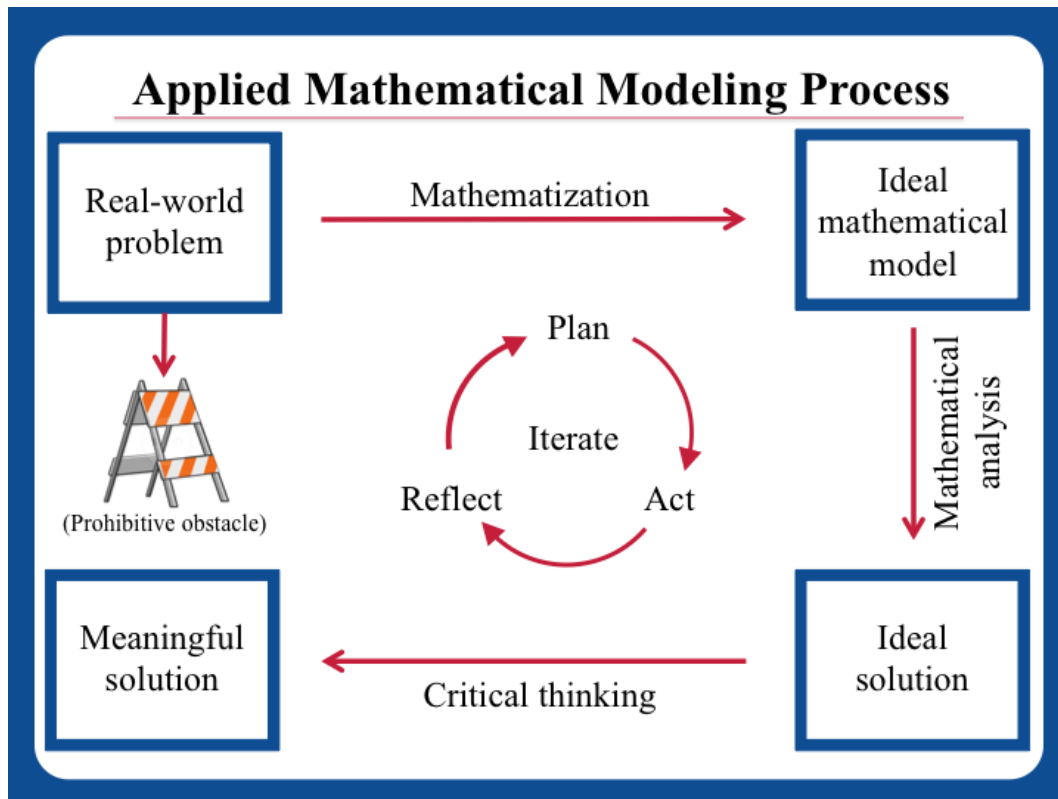 Applied Mathematical Modeling Process
Real-world
problem
Mathematization
Ideal
mathematical
model
Plan
Iterate
Reflect
Act
Mathematical
analysis
(Prohibitive obstacle)
Meaningful
solution
Critical thinking
Ideal
solution